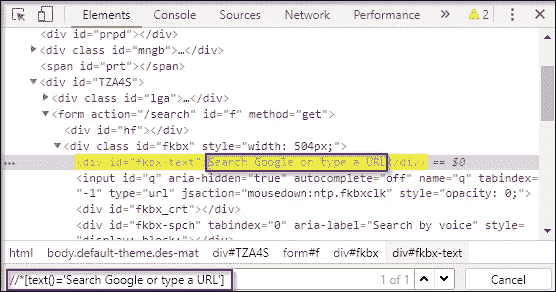 Elements Console Sources Network Performance » 2
<div id="prpd"></div>
▶ <div class="mngb">…</div>
<span id="prt"></span>
▼ <div id="TZA4S">
▶ <div class="lga">…</div>
▼ <form action="/search" id="f" method="get">
<div id="hf"></div>
▼ <div class="fkbx" style="width: 504px;">
… <div id="fkbx-text">Search Google or type a URL</di… == $0
<input id="q" aria-hidden="true" autocomplete="off" name="q" tabindex=
"-1" type="url" jsaction="mousedown:ntp.fkbxclk" style="opacity: 0;">
<div id="fkbx_crt"></div>
<div id="fkbx-spch" tabindex="0" aria-label="Search by voice" style=
"display: block;"></div>
html body.default-theme.des-mat div#TZA4S form#f div#fkbx div#fkbx-text
//*[text()='Search Google or type a URL'] 1 of 1 Cancel